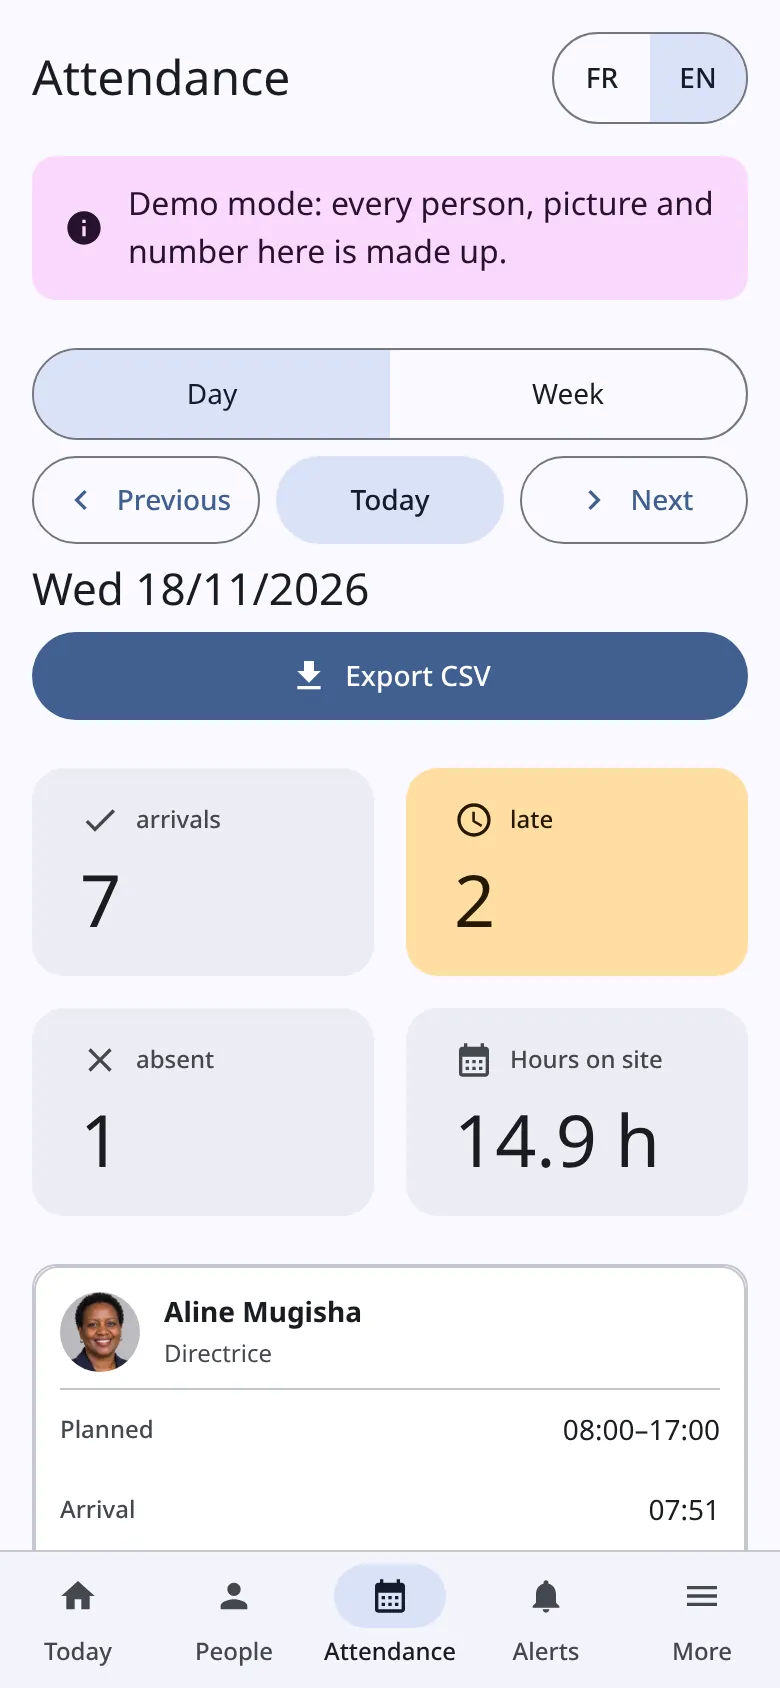 Attendance
FR
EN
Demo mode: every person, picture and
number here is made up.
Day
Week
Previous
Today
Next
Wed 18/11/2026
Export CSV
arrivals
7
late
2
absent
1
Hours on site
14.9 h
Aline Mugisha
Directrice
Planned
08:00–17:00
Arrival
07:51
Today
People
Attendance
Alerts
More